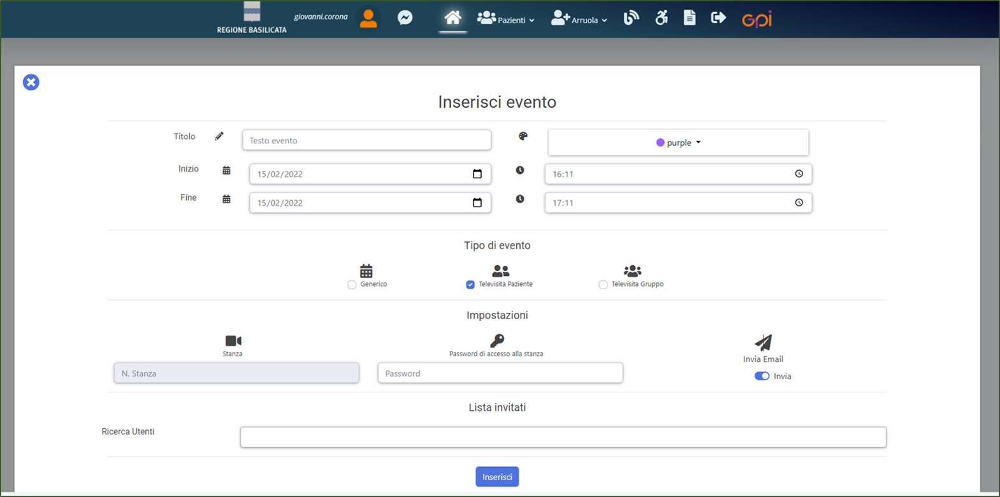 giovanni.corona
REGIONE BASILICATA
Pazienti
Arruola
GPI
Inserisci evento
Titolo
Testo evento
purple
Inizio
15/02/2022
16:11
Fine
15/02/2022
17:11
Tipo di evento
Generico
Televisita Paziente
Televisita Gruppo
Impostazioni
Stanza
Password di accesso alla stanza
Invia Email
N. Stanza
Password
Invia
Lista invitati
Ricerca Utenti
Inserisci